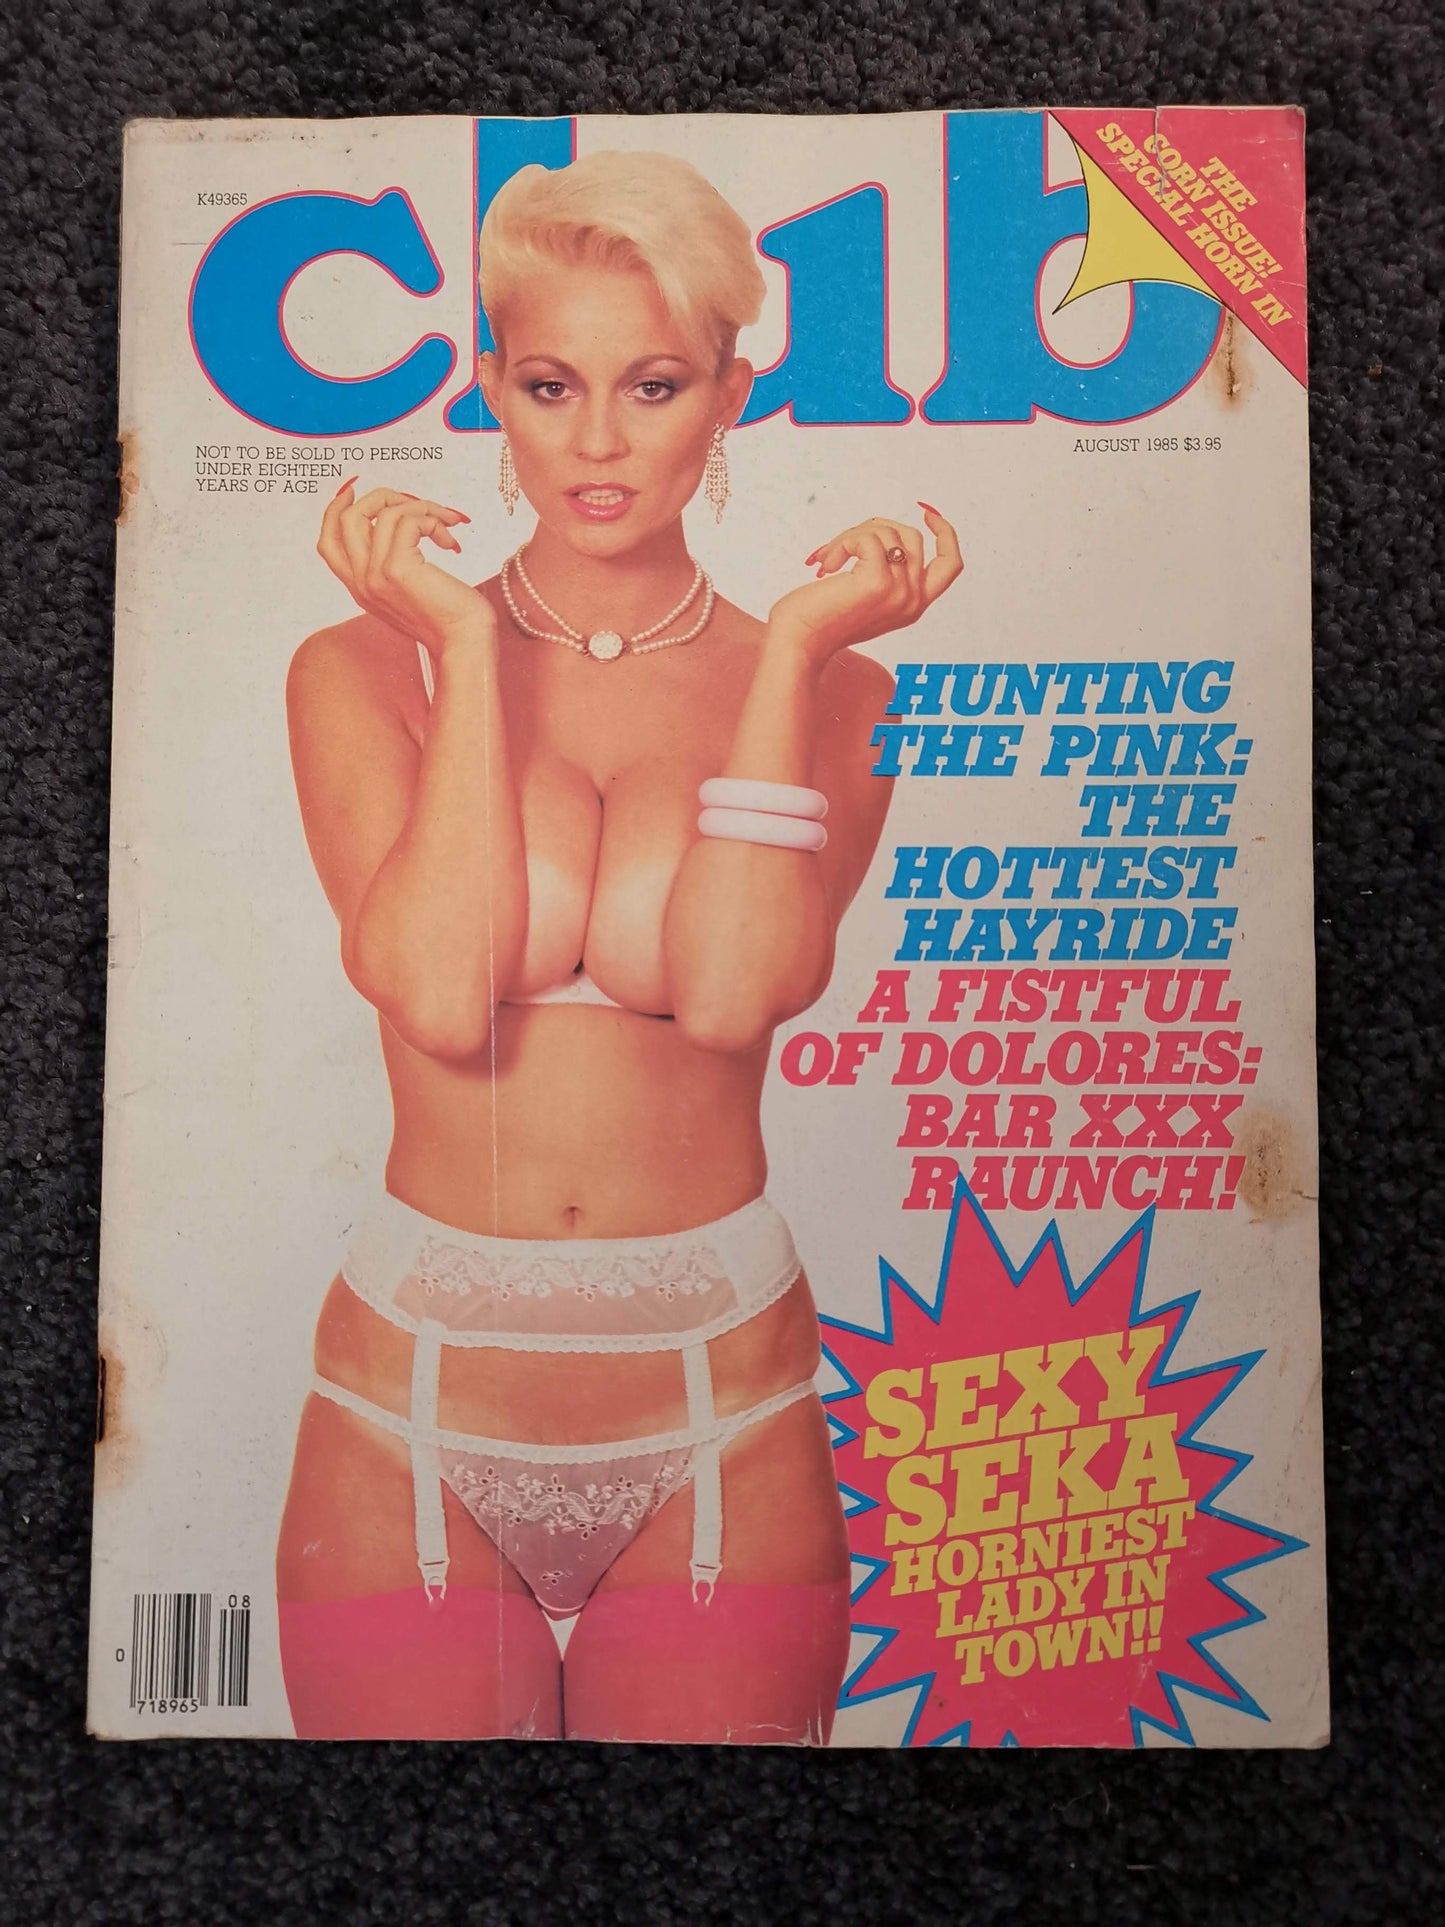 club
THE
CORN ISSUE!
SPECIAL HORN IN
K49365
NOT TO BE SOLD TO PERSONS
UNDER EIGHTEEN
YEARS OF AGE
AUGUST 1985 $3.95
HUNTING
THE PINK:
THE
HOTTEST
HAYRIDE
A FISTFUL
OF DOLORES:
BAR XXX
RAUNCH!
SEXY
SEKA
HORNIEST
LADY IN
TOWN!!
08
0
718965